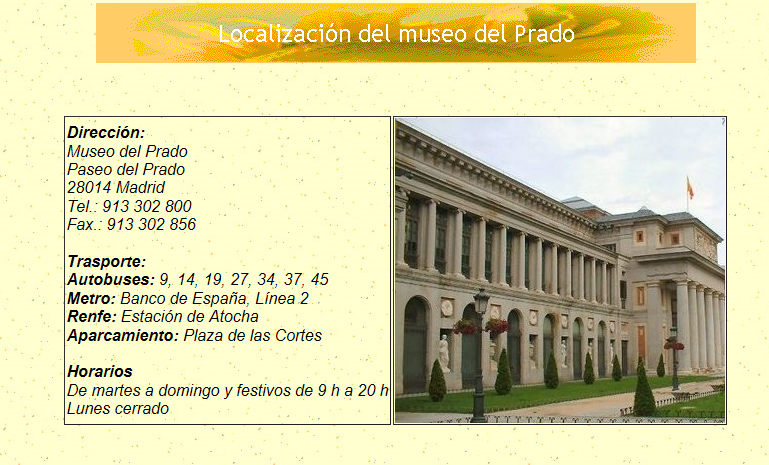 Localización del museo del Prado
Dirección:
Museo del Prado
Paseo del Prado
28014 Madrid
Tel.: 913 302 800
Fax.: 913 302 856
Trasporte:
Autobuses: 9, 14, 19, 27, 34, 37, 45
Metro: Banco de España, Línea 2
Renfe: Estación de Atocha
Aparcamiento: Plaza de las Cortes
Horarios
De martes a domingo y festivos de 9 h a 20 h
Lunes cerrado